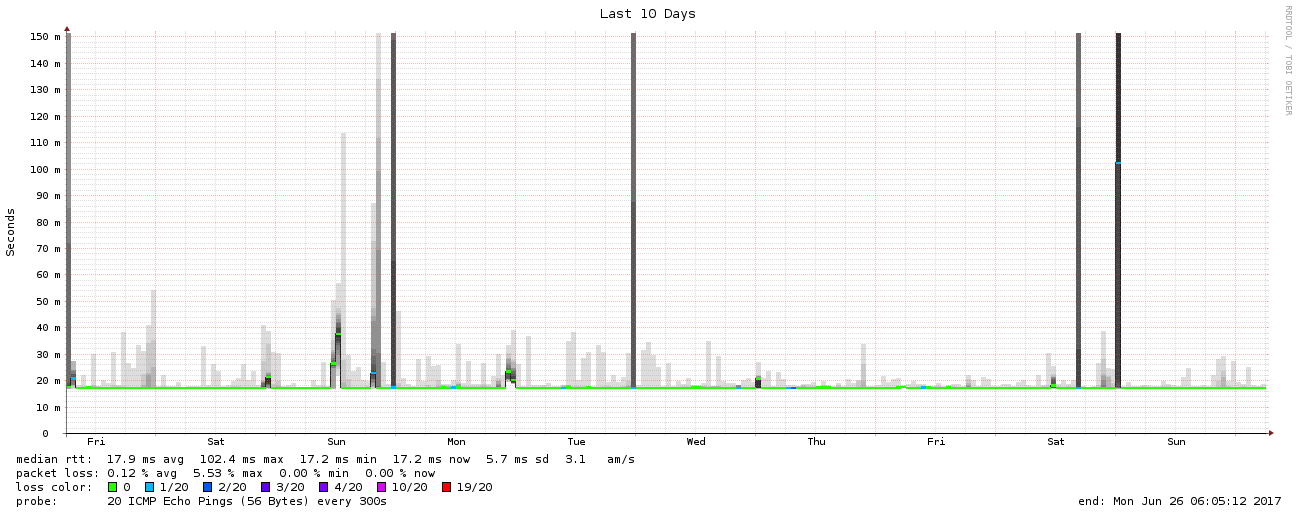 Last 10 Days
RRDTOOL / TOBI OETIKER
Seconds
150 m
140 m
130 m
120 m
110 m
100 m
90 m
80 m
70 m
60 m
50 m
40 m
30 m
20 m
10 m
0
Fri Sat Sun Mon Tue Wed Thu Fri Sat Sun
median rtt: 17.9 ms avg 102.4 ms max 17.2 ms min 17.2 ms now 5.7 ms sd 3.1 am/s
packet loss: 0.12 % avg 5.53 % max 0.00 % min 0.00 % now
loss color: 0 1/20 2/20 3/20 4/20 10/20 19/20
probe: 20 ICMP Echo Pings (56 Bytes) every 300s end: Mon Jun 26 06:05:12 2017